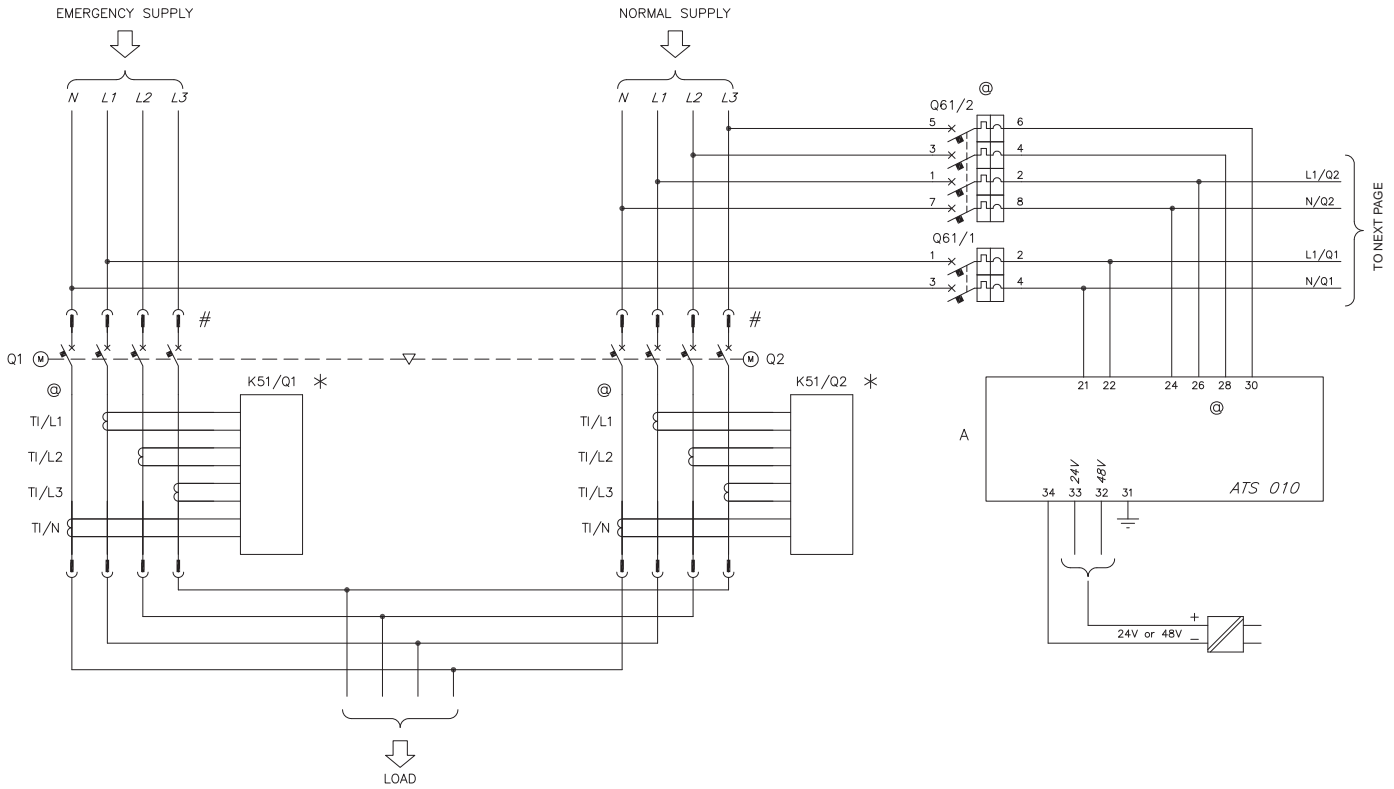 EMERGENCY SUPPLY
NORMAL SUPPLY
N L1 L2 L3
N L1 L2 L3
@
Q61/2
5 6
3 4
1 2 L1/Q2
7 8 N/Q2
Q61/1
1 2 L1/Q1
3 4 N/Q1
TO NEXT PAGE
#
#
Q1 M
M Q2
@
K51/Q1 *
@
K51/Q2 *
TI/L1
TI/L2
TI/L3
TI/N
TI/L1
TI/L2
TI/L3
TI/N
21 22 24 26 28 30
@
A
24V 48V
ATS 010
34 33 32 31
+
24V or 48V –
LOAD